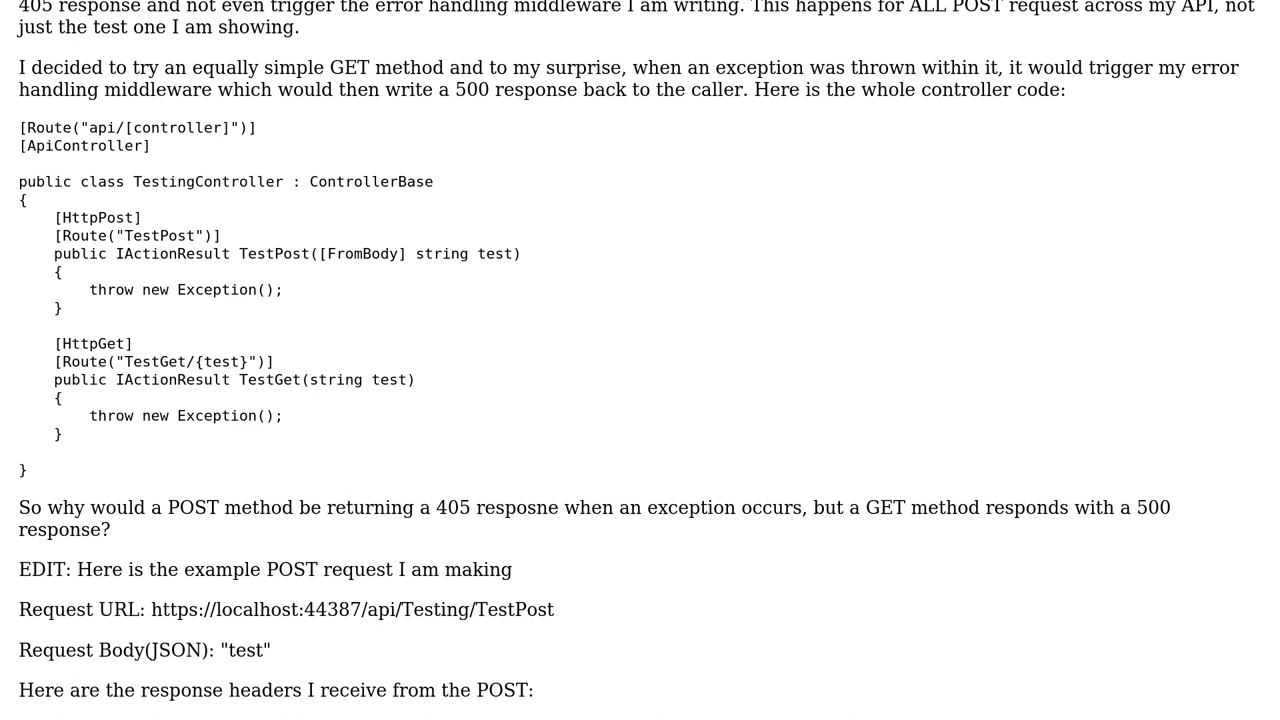 405 response and not even trigger the error handling middleware I am writing. This happens for ALL POST request across my API, not
just the test one I am showing.
I decided to try an equally simple GET method and to my surprise, when an exception was thrown within it, it would trigger my error
handling middleware which would then write a 500 response back to the caller. Here is the whole controller code:
[Route("api/[controller]")]
[ApiController]
public class TestingController : ControllerBase
{
    [HttpPost]
    [Route("TestPost")]
    public IActionResult TestPost([FromBody] string test)
    {
        throw new Exception();
    }
    [HttpGet]
    [Route("TestGet/{test}")]
    public IActionResult TestGet(string test)
    {
        throw new Exception();
    }
}
So why would a POST method be returning a 405 resposne when an exception occurs, but a GET method responds with a 500
response?
EDIT: Here is the example POST request I am making
Request URL: https://localhost:44387/api/Testing/TestPost
Request Body(JSON): "test"
Here are the response headers I receive from the POST: